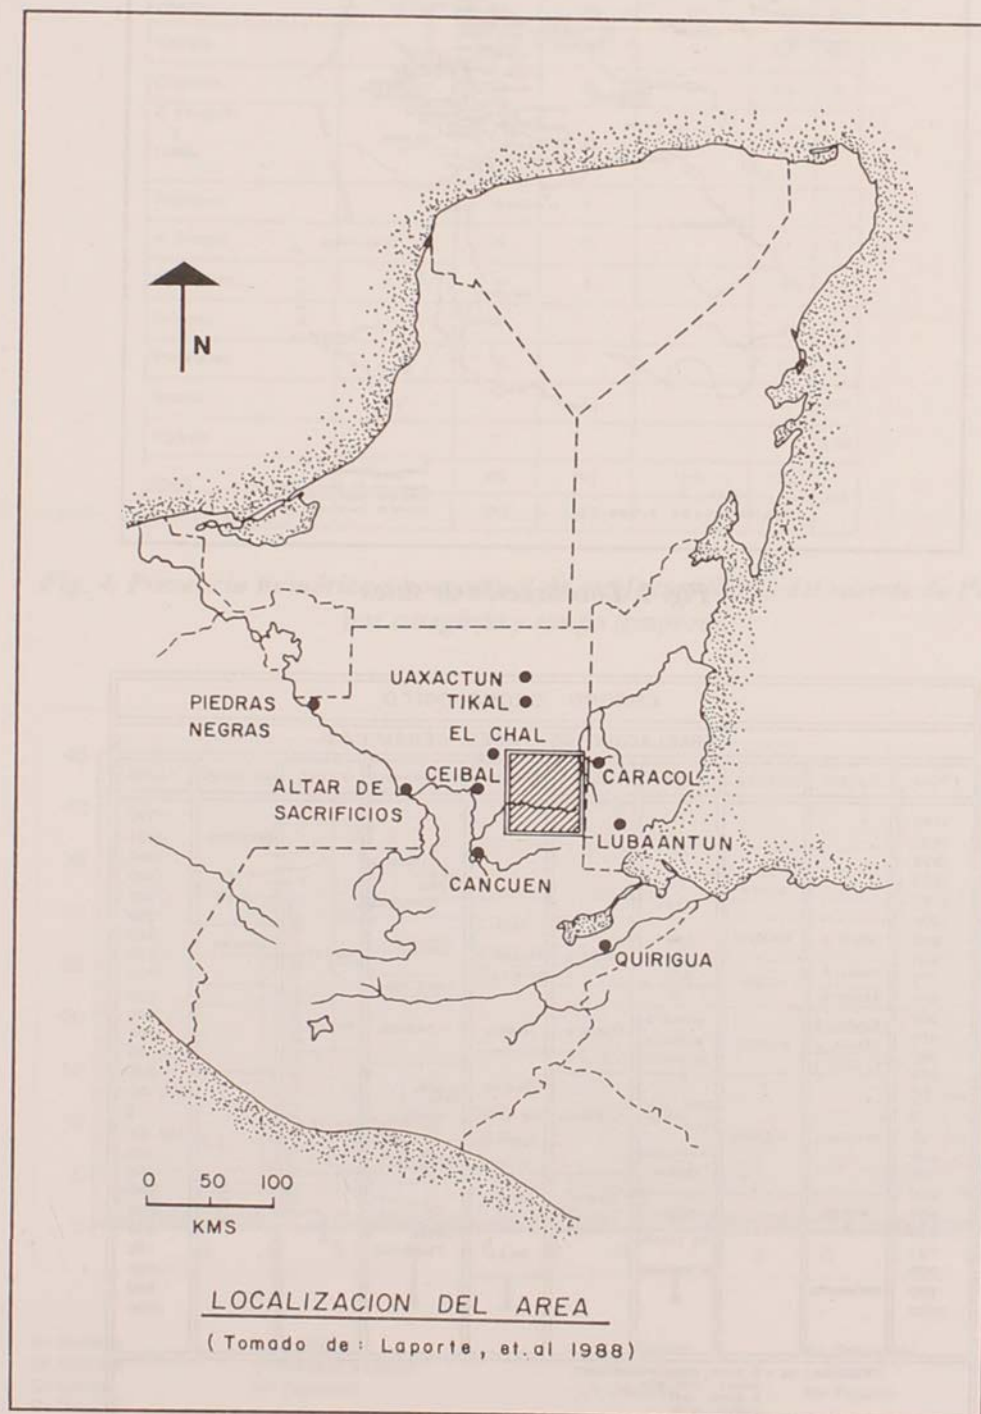 N
UAXACTUN
TIKAL
PIEDRAS
NEGRAS
EL CHAL
CEIBAL
CARACOL
ALTAR DE
SACRIFICIOS
LUBAANTUN
CANCUEN
QUIRIGUA
0 50 100
KMS
LOCALIZACION DEL AREA
(Tomado de: Laporte, et.al 1988)